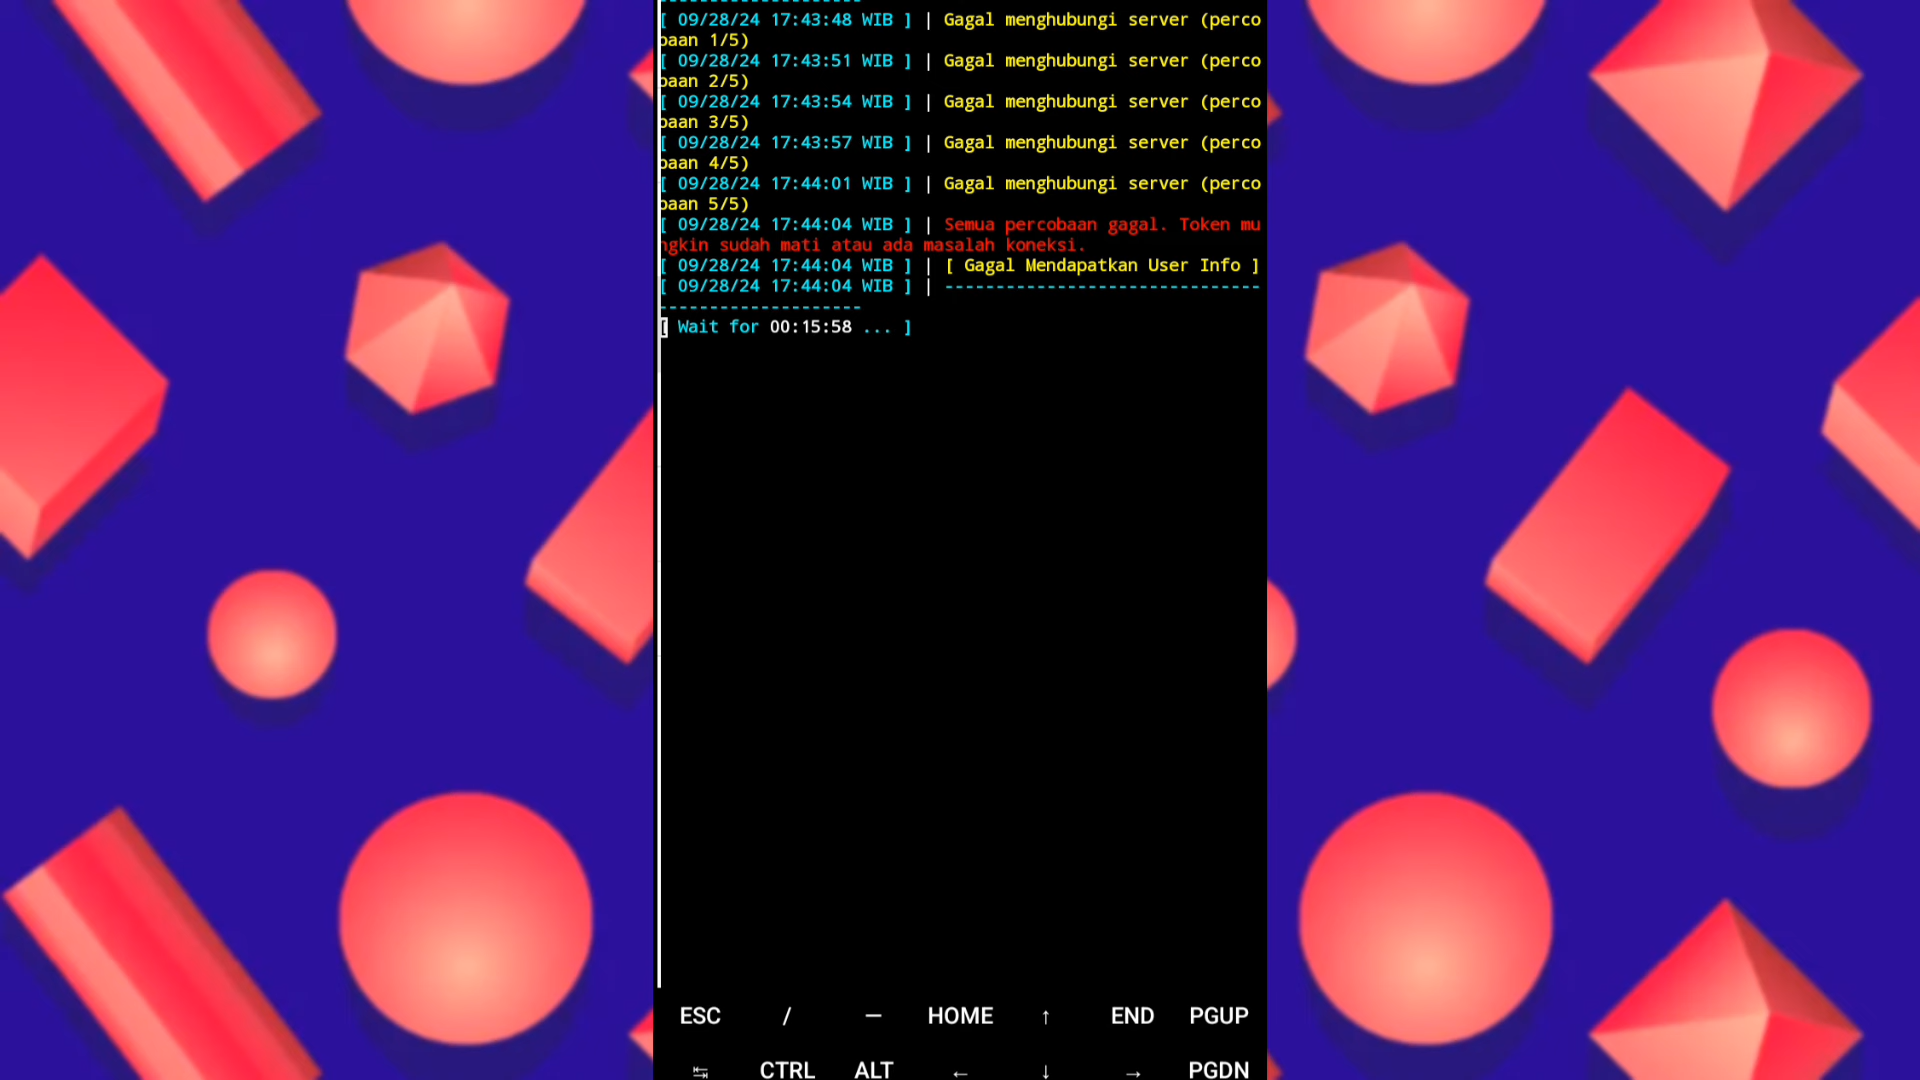 [ 09/28/24 17:43:48 WIB ] | Gagal menghubungi server (perco
baan 1/5)
[ 09/28/24 17:43:51 WIB ] | Gagal menghubungi server (perco
baan 2/5)
[ 09/28/24 17:43:54 WIB ] | Gagal menghubungi server (perco
baan 3/5)
[ 09/28/24 17:43:57 WIB ] | Gagal menghubungi server (perco
baan 4/5)
[ 09/28/24 17:44:01 WIB ] | Gagal menghubungi server (perco
baan 5/5)
[ 09/28/24 17:44:04 WIB ] | Semua percobaan gagal. Token mu
ngkin sudah mati atau ada masalah koneksi.
[ 09/28/24 17:44:04 WIB ] | [ Gagal Mendapatkan User Info ]
[ 09/28/24 17:44:04 WIB ] | -------------------------------
--------------------
[ Wait for 00:15:58 ... ]
ESC / — HOME ↑ END PGUP
↹ CTRL ALT ← ↓ → PGDN